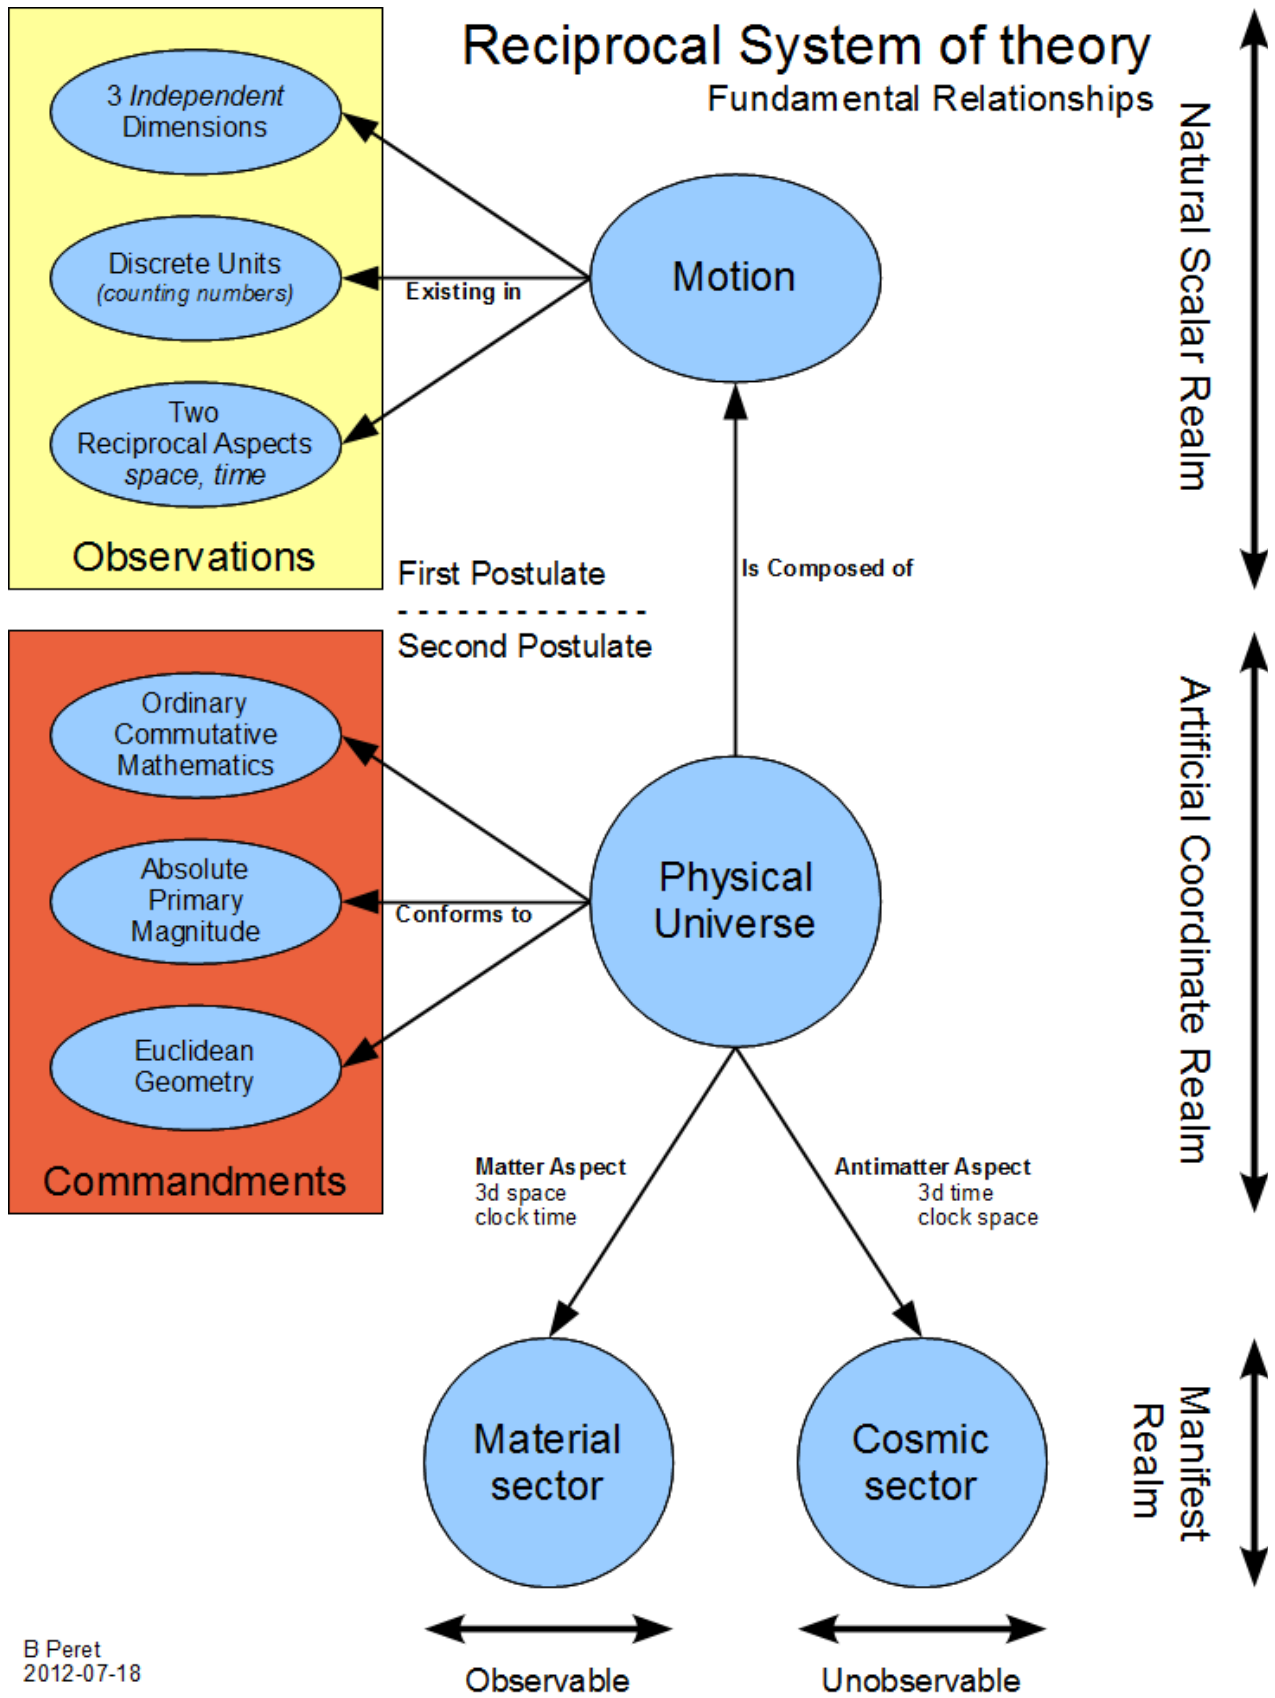 Reciprocal System of theory
Fundamental Relationships
3 Independent
Dimensions
Discrete Units
(counting numbers)
Two
Reciprocal Aspects
space, time
Observations
Existing in
Motion
Natural Scalar Realm
First Postulate
- - - - - - - - - - - - -
Second Postulate
Is Composed of
Ordinary
Commutative
Mathematics
Absolute
Primary
Magnitude
Euclidean
Geometry
Commandments
Conforms to
Physical
Universe
Artificial Coordinate Realm
Matter Aspect
3d space
clock time
Antimatter Aspect
3d time
clock space
Material
sector
Cosmic
sector
Manifest
Realm
Observable
Unobservable
B Peret
2012-07-18